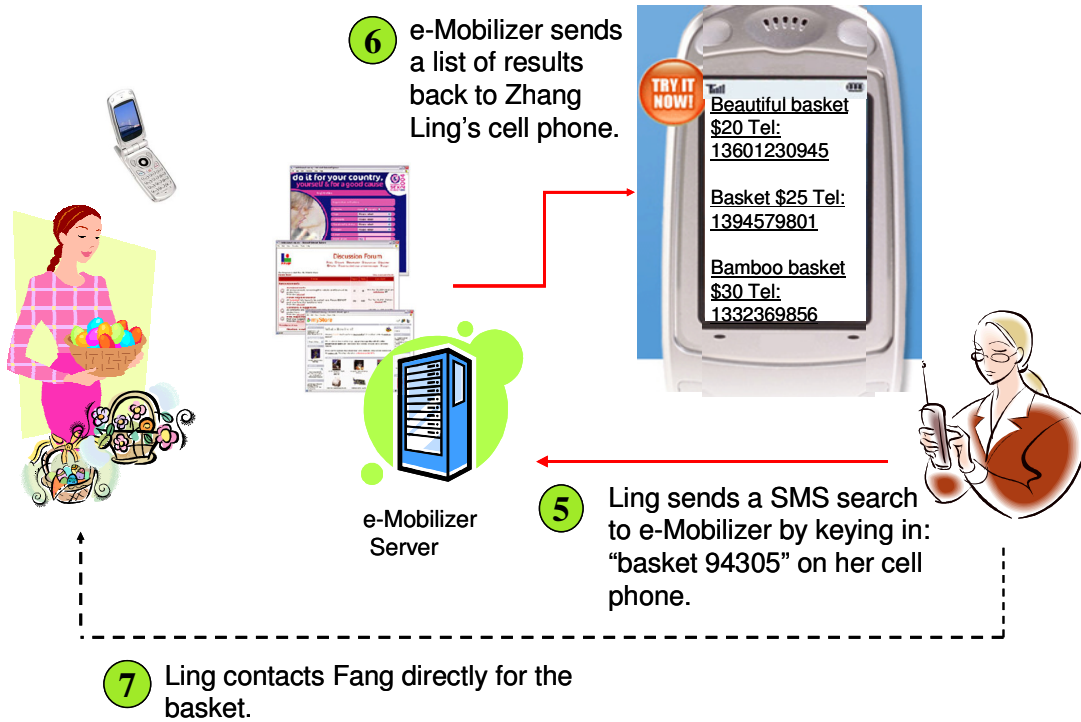 6
e-Mobilizer sends
a list of results
back to Zhang
Ling's cell phone.
TRY IT
NOW!
Beautiful basket
$20 Tel:
13601230945
Basket $25 Tel:
1394579801
Bamboo basket
$30 Tel:
1332369856
do it for your country,
yourself & for a good cause
Discussion Forum
e-Mobilizer
Server
5
Ling sends a SMS search
to e-Mobilizer by keying in:
“basket 94305” on her cell
phone.
7
Ling contacts Fang directly for the
basket.